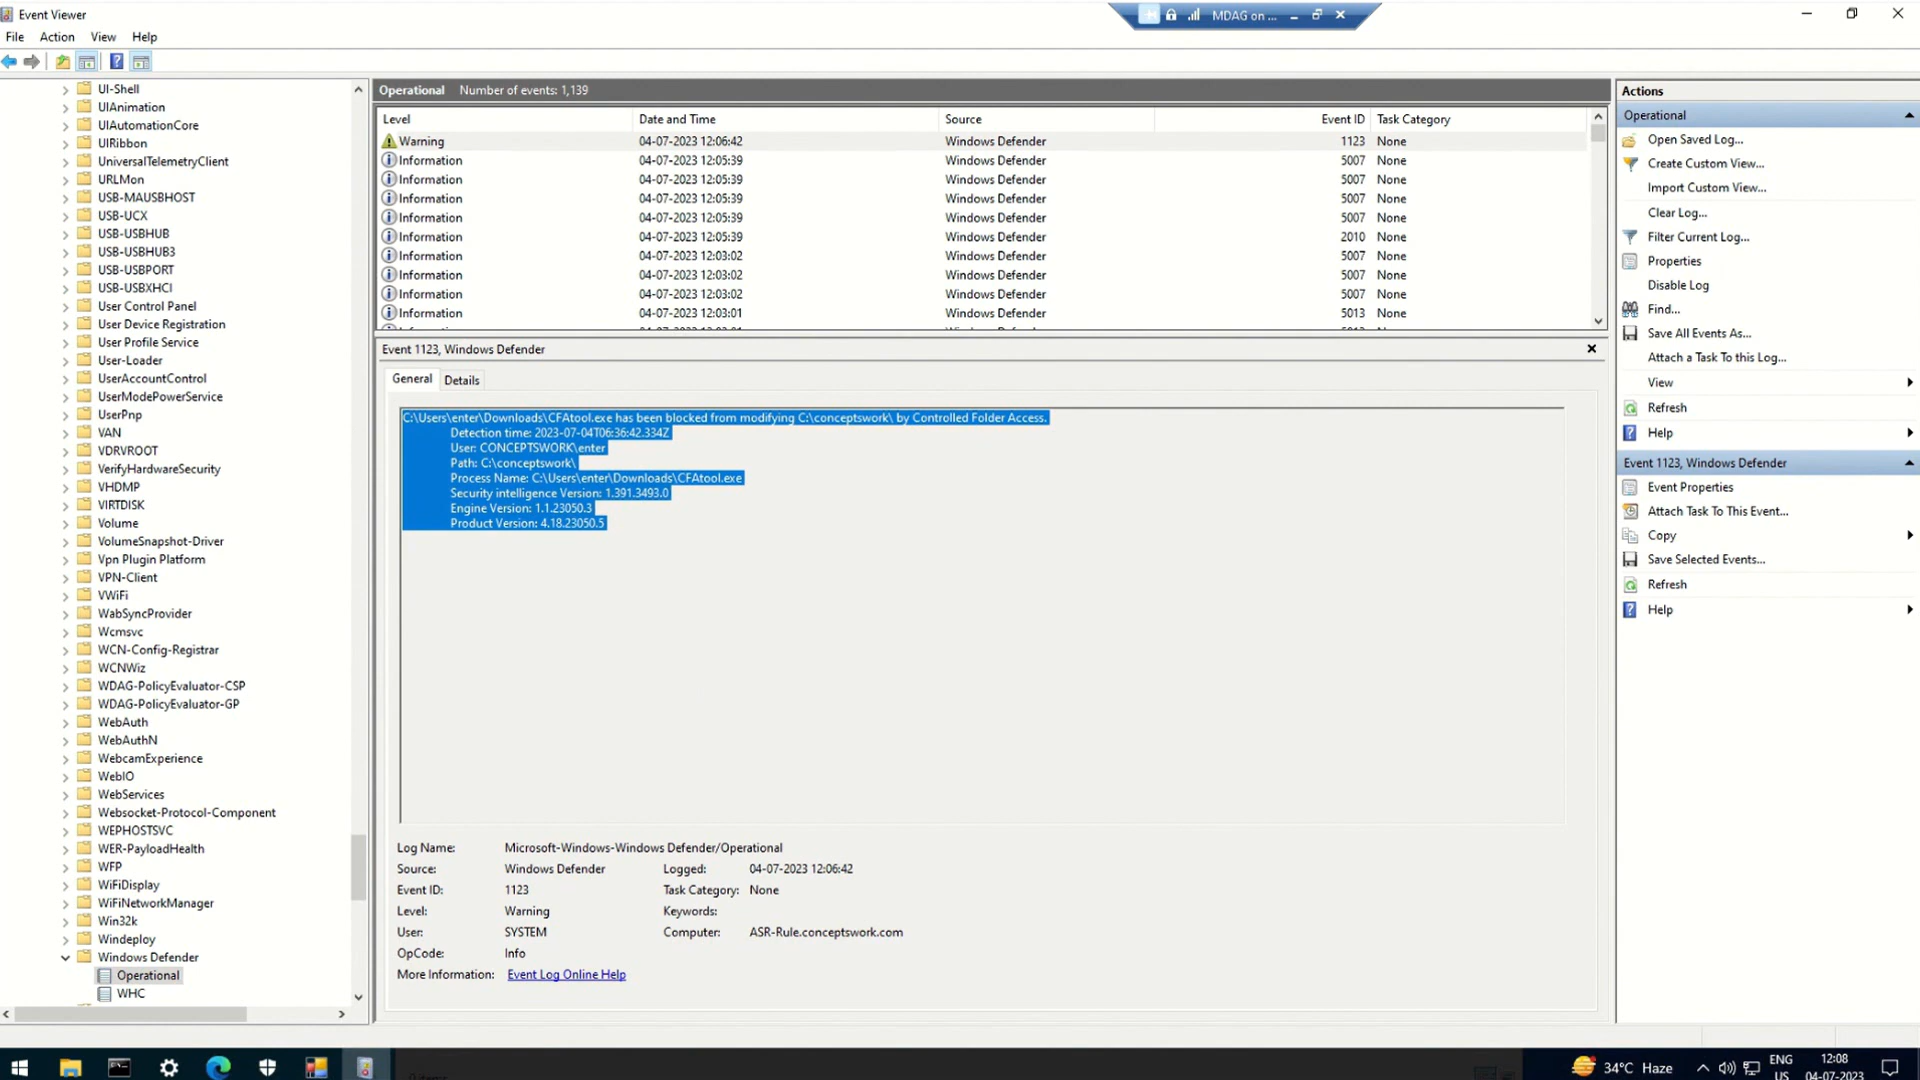 Event Viewer
MDAG on ...
File Action View Help
UI-Shell
UIAnimation
UIAutomationCore
UIRibbon
UniversalTelemetryClient
URLMon
USB-MAUSBHOST
USB-UCX
USB-USBHUB
USB-USBHUB3
USB-USBPORT
USB-USBXHCI
User Control Panel
User Device Registration
User Profile Service
User-Loader
UserAccountControl
UserModePowerService
UserPnp
VAN
VDRVROOT
VerifyHardwareSecurity
VHDMP
VIRTDISK
Volume
VolumeSnapshot-Driver
Vpn Plugin Platform
VPN-Client
VWiFi
WabSyncProvider
Wcmsvc
WCN-Config-Registrar
WCNWiz
WDAG-PolicyEvaluator-CSP
WDAG-PolicyEvaluator-GP
WebAuth
WebAuthN
WebcamExperience
WebIO
WebServices
Websocket-Protocol-Component
WEPHOSTSVC
WER-PayloadHealth
WFP
WiFiDisplay
WiFiNetworkManager
Win32k
Windeploy
Windows Defender
Operational
WHC
Operational Number of events: 1,139
Level Date and Time Source Event ID Task Category
Warning 04-07-2023 12:06:42 Windows Defender 1123 None
Information 04-07-2023 12:05:39 Windows Defender 5007 None
Information 04-07-2023 12:05:39 Windows Defender 5007 None
Information 04-07-2023 12:05:39 Windows Defender 5007 None
Information 04-07-2023 12:05:39 Windows Defender 5007 None
Information 04-07-2023 12:05:39 Windows Defender 2010 None
Information 04-07-2023 12:03:02 Windows Defender 5007 None
Information 04-07-2023 12:03:02 Windows Defender 5007 None
Information 04-07-2023 12:03:02 Windows Defender 5007 None
Information 04-07-2023 12:03:01 Windows Defender 5013 None
Event 1123, Windows Defender
General Details
C:\Users\enter\Downloads\CFAtool.exe has been blocked from modifying C:\conceptswork\ by Controlled Folder Access.
Detection time: 2023-07-04T06:36:42.334Z
User: CONCEPTSWORK\enter
Path: C:\conceptswork\
Process Name: C:\Users\enter\Downloads\CFAtool.exe
Security intelligence Version: 1.391.3493.0
Engine Version: 1.1.23050.3
Product Version: 4.18.23050.5
Log Name: Microsoft-Windows-Windows Defender/Operational
Source: Windows Defender Logged: 04-07-2023 12:06:42
Event ID: 1123 Task Category: None
Level: Warning Keywords:
User: SYSTEM Computer: ASR-Rule.conceptswork.com
OpCode: Info
More Information: Event Log Online Help
Actions
Operational
Open Saved Log...
Create Custom View...
Import Custom View...
Clear Log...
Filter Current Log...
Properties
Disable Log
Find...
Save All Events As...
Attach a Task To this Log...
View
Refresh
Help
Event 1123, Windows Defender
Event Properties
Attach Task To This Event...
Copy
Save Selected Events...
Refresh
Help
34°C Haze
ENG
US
12:08
04-07-2023